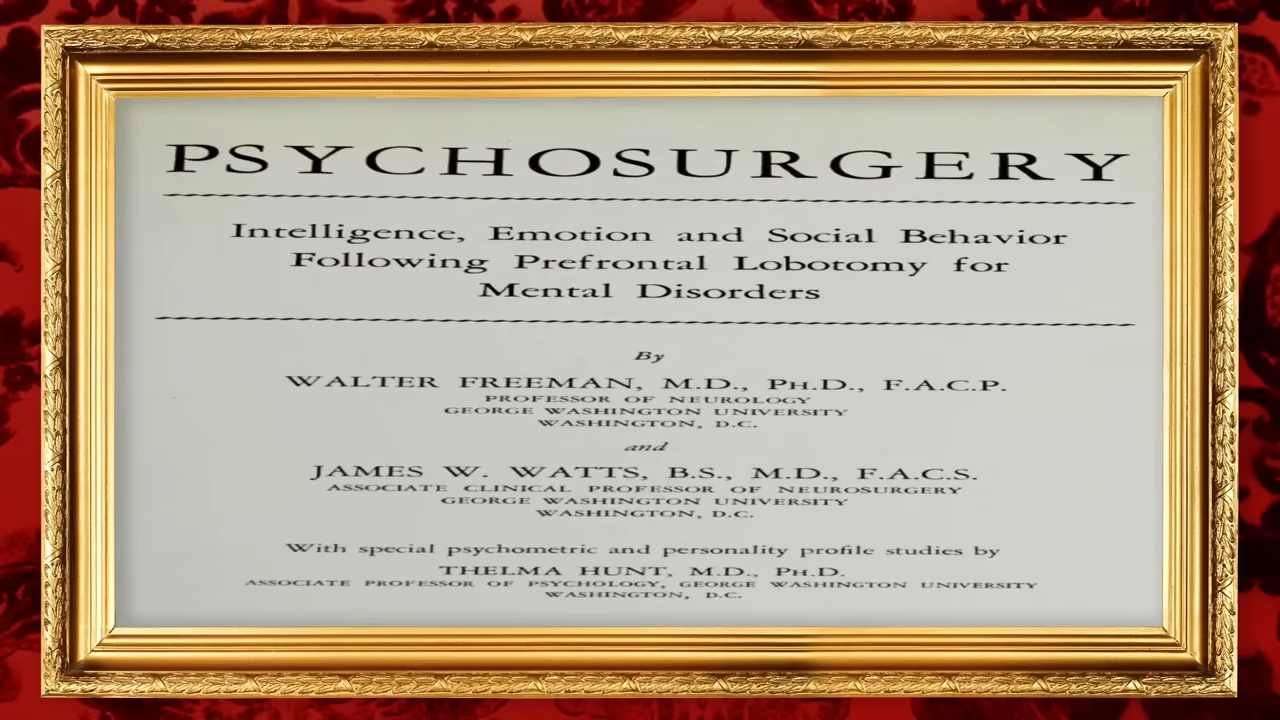 PSYCHOSURGERY
Intelligence, Emotion and Social Behavior
Following Prefrontal Lobotomy for
Mental Disorders
By
WALTER FREEMAN, M.D., PH.D., F.A.C.P.
PROFESSOR OF NEUROLOGY
GEORGE WASHINGTON UNIVERSITY
WASHINGTON, D.C.
and
JAMES W. WATTS, B.S., M.D., F.A.C.S.
ASSOCIATE CLINICAL PROFESSOR OF NEUROSURGERY
GEORGE WASHINGTON UNIVERSITY
WASHINGTON, D.C.
With special psychometric and personality profile studies by
THELMA HUNT, M.D., PH.D.
ASSOCIATE PROFESSOR OF PSYCHOLOGY, GEORGE WASHINGTON UNIVERSITY
WASHINGTON, D.C.